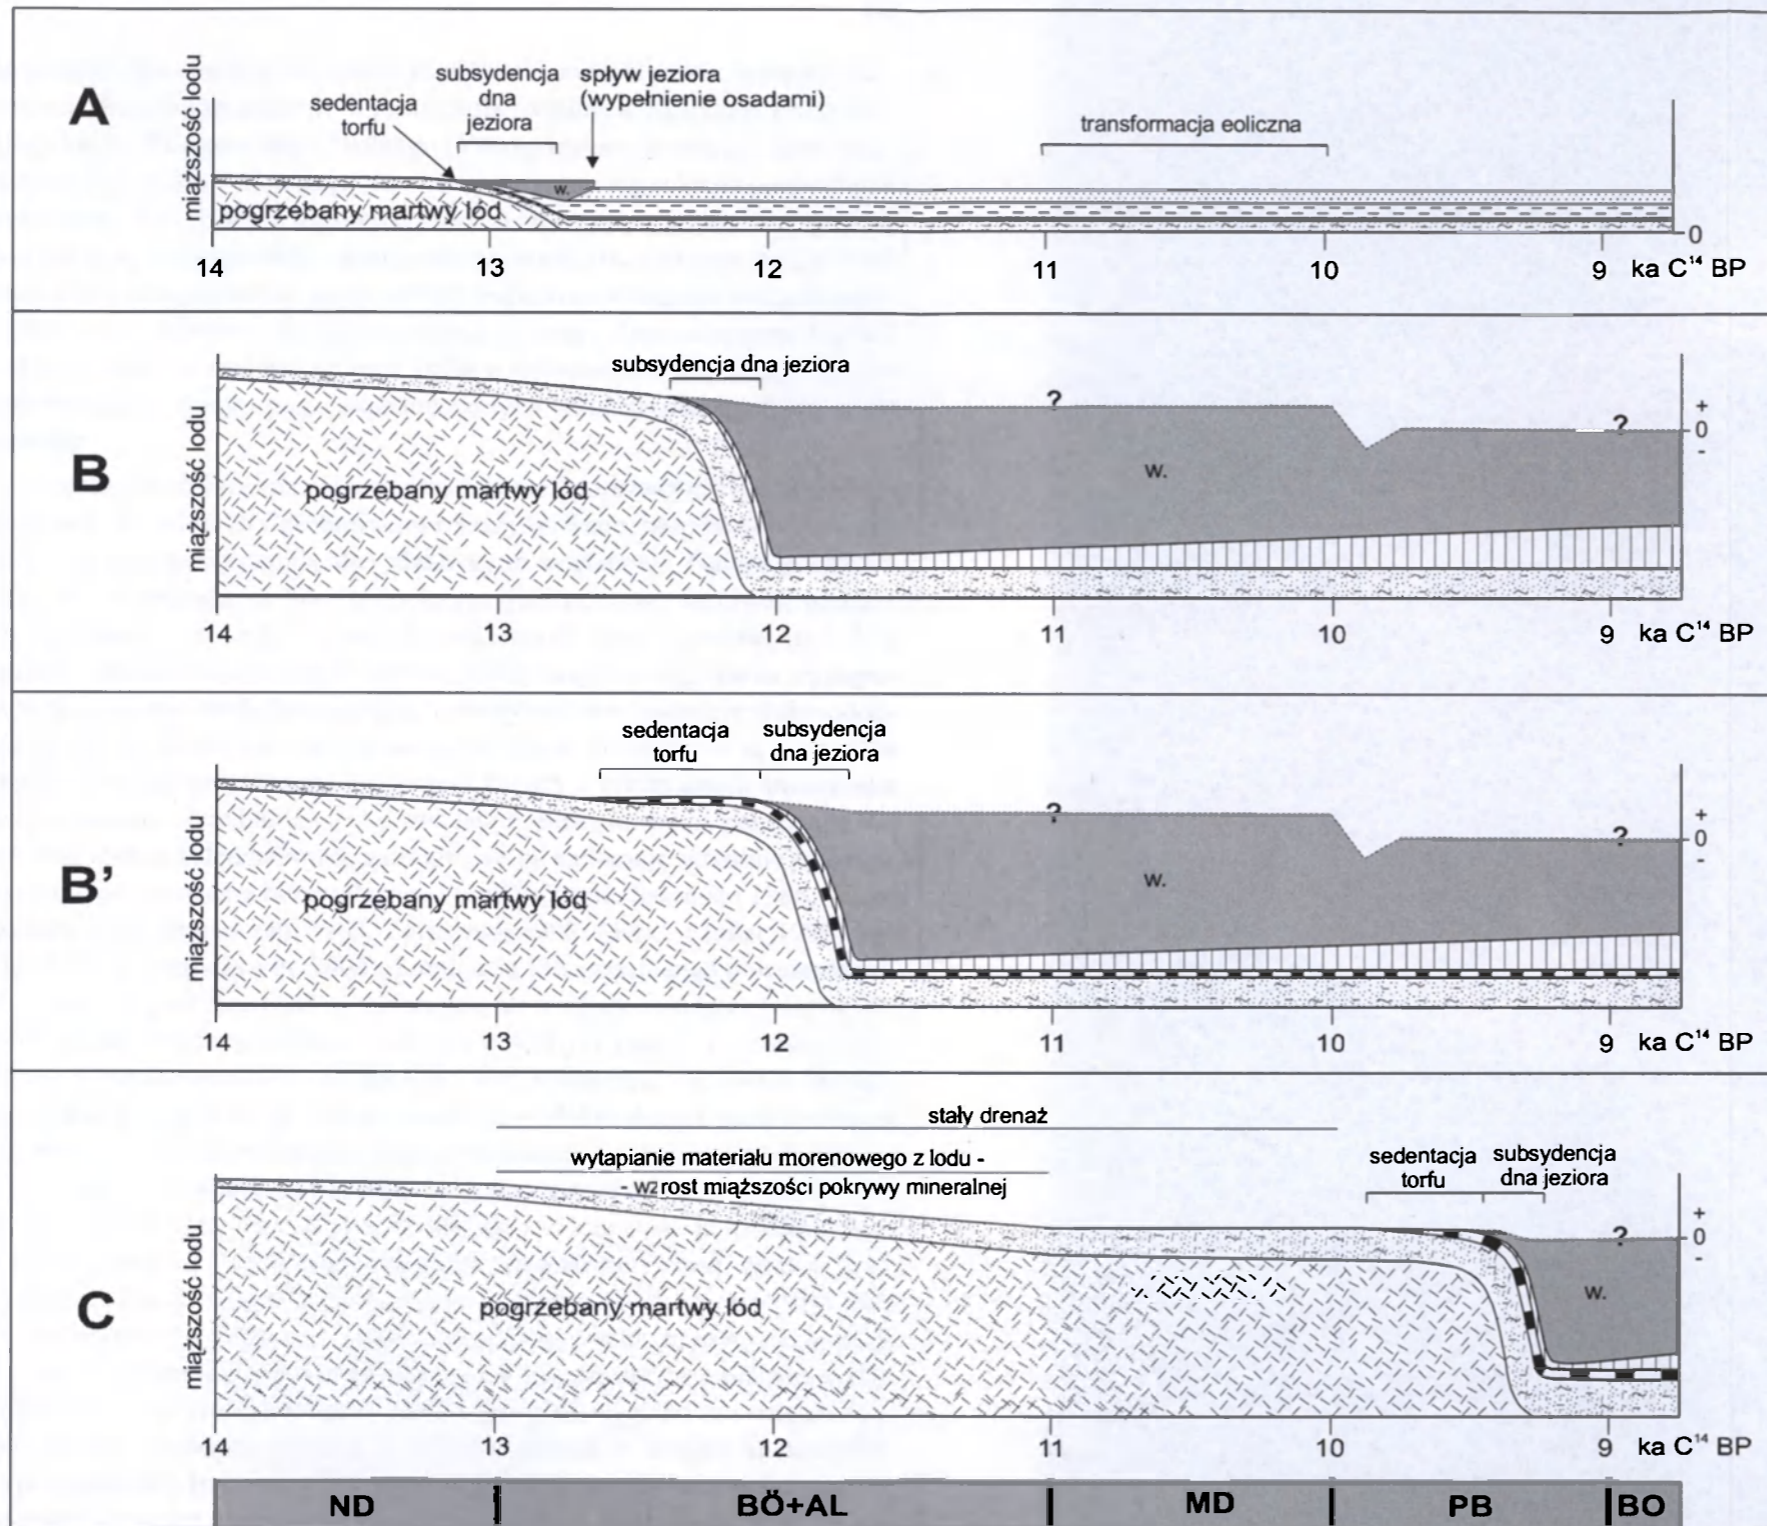 A
miąższość lodu
sedentacja
torfu
subsydencja
dna
jeziora
spływ jeziora
(wypełnienie osadami)
transformacja eoliczna
w.
pogrzebany martwy lód
0
14 13 12 11 10 9 ka C¹⁴ BP
B
miąższość lodu
subsydencja dna jeziora
? ?
+
0
-
w.
pogrzebany martwy lód
14 13 12 11 10 9 ka C¹⁴ BP
B’
miąższość lodu
sedentacja
torfu
subsydencja
dna jeziora
? ?
+
0
-
w.
pogrzebany martwy lód
14 13 12 11 10 9 ka C¹⁴ BP
C
miąższość lodu
stały drenaż
wytapianie materiału morenowego z lodu -
- wzrost miąższości pokrywy mineralnej
sedentacja
torfu
subsydencja
dna jeziora
?
+
0
-
w.
pogrzebany martwy lód
14 13 12 11 10 9 ka C¹⁴ BP
ND BÖ+AL MD PB BO